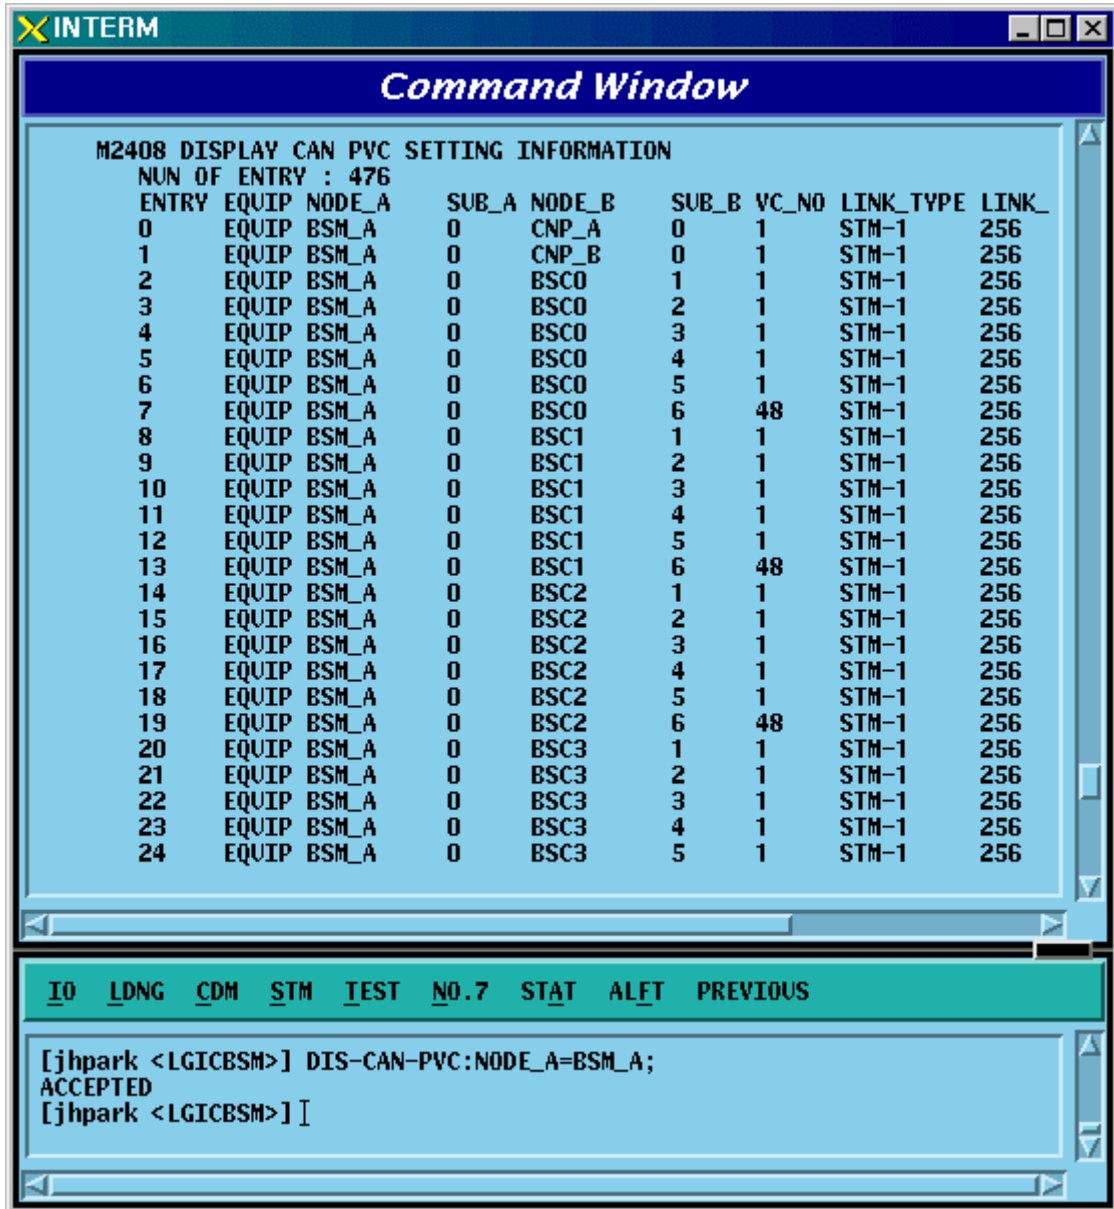 INTERM
Command Window
M2408 DISPLAY CAN PVC SETTING INFORMATION
NUN OF ENTRY : 476
ENTRY EQUIP NODE_A SUB_A NODE_B SUB_B VC_NO LINK_TYPE LINK_
0 EQUIP BSM_A 0 CNP_A 0 1 STM-1 256
1 EQUIP BSM_A 0 CNP_B 0 1 STM-1 256
2 EQUIP BSM_A 0 BSC0 1 1 STM-1 256
3 EQUIP BSM_A 0 BSC0 2 1 STM-1 256
4 EQUIP BSM_A 0 BSC0 3 1 STM-1 256
5 EQUIP BSM_A 0 BSC0 4 1 STM-1 256
6 EQUIP BSM_A 0 BSC0 5 1 STM-1 256
7 EQUIP BSM_A 0 BSC0 6 48 STM-1 256
8 EQUIP BSM_A 0 BSC1 1 1 STM-1 256
9 EQUIP BSM_A 0 BSC1 2 1 STM-1 256
10 EQUIP BSM_A 0 BSC1 3 1 STM-1 256
11 EQUIP BSM_A 0 BSC1 4 1 STM-1 256
12 EQUIP BSM_A 0 BSC1 5 1 STM-1 256
13 EQUIP BSM_A 0 BSC1 6 48 STM-1 256
14 EQUIP BSM_A 0 BSC2 1 1 STM-1 256
15 EQUIP BSM_A 0 BSC2 2 1 STM-1 256
16 EQUIP BSM_A 0 BSC2 3 1 STM-1 256
17 EQUIP BSM_A 0 BSC2 4 1 STM-1 256
18 EQUIP BSM_A 0 BSC2 5 1 STM-1 256
19 EQUIP BSM_A 0 BSC2 6 48 STM-1 256
20 EQUIP BSM_A 0 BSC3 1 1 STM-1 256
21 EQUIP BSM_A 0 BSC3 2 1 STM-1 256
22 EQUIP BSM_A 0 BSC3 3 1 STM-1 256
23 EQUIP BSM_A 0 BSC3 4 1 STM-1 256
24 EQUIP BSM_A 0 BSC3 5 1 STM-1 256
IO LDNG CDM STM TEST NO.7 STAT ALFT PREVIOUS
[jhpark <LGICBSM>] DIS-CAN-PVC:NODE_A=BSM_A;
ACCEPTED
[jhpark <LGICBSM>]